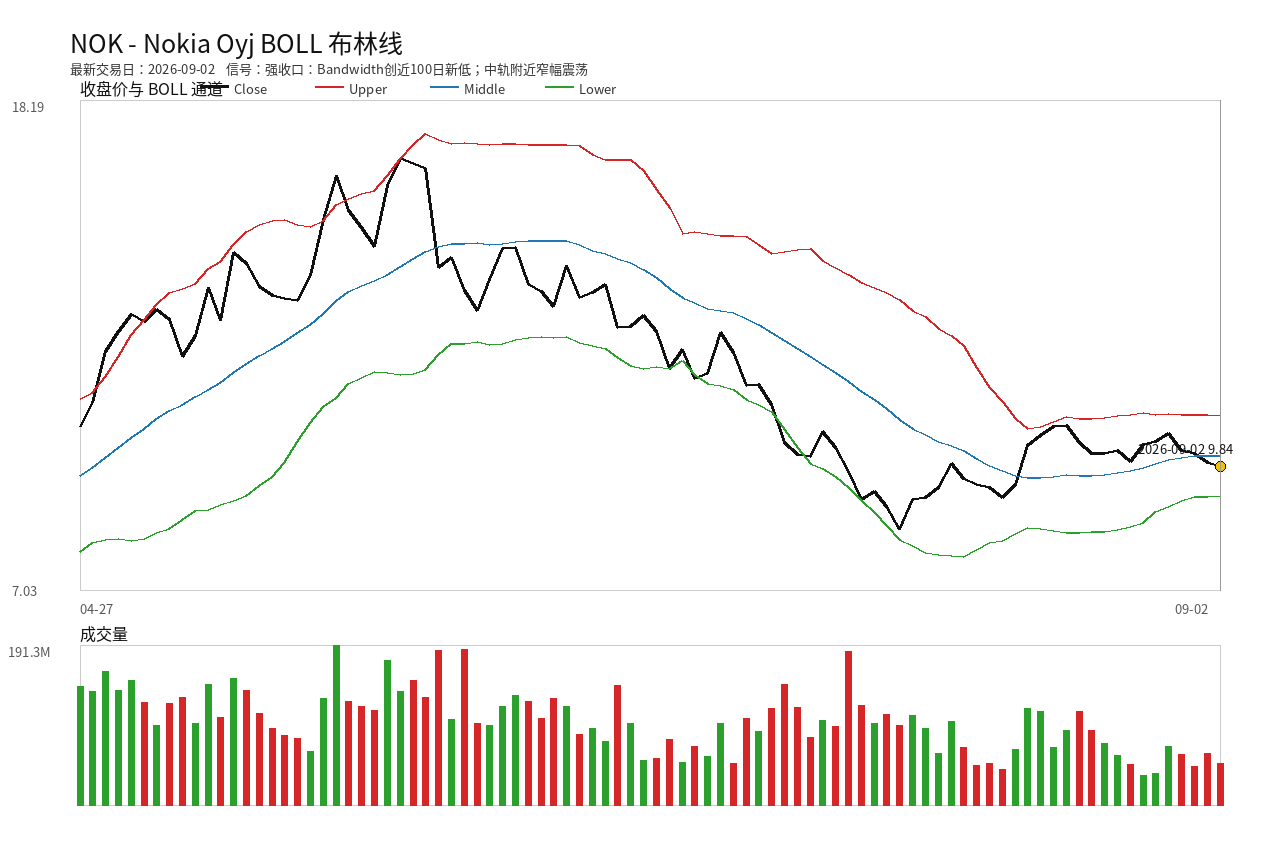 NOK - Nokia Oyj BOLL 布林线
最新交易日：2026-09-02 信号：强收口：Bandwidth创近100日新低；中轨附近窄幅震荡
收盘价与 BOLL 通道 Close Upper Middle Lower
18.19
2026-09-02 9.84
7.03
04-27 09-02
成交量
191.3M